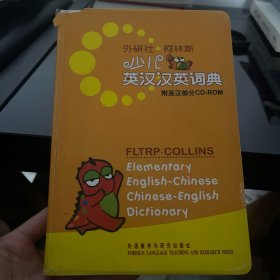 外研社·柯林斯
少儿
英汉汉英词典
附英汉部分CD-ROM
FLTRP-COLLINS
Elementary
English-Chinese
Chinese-English
Dictionary
外语教学与研究出版社
FOREIGN LANGUAGE TEACHING AND RESEARCH PRESS